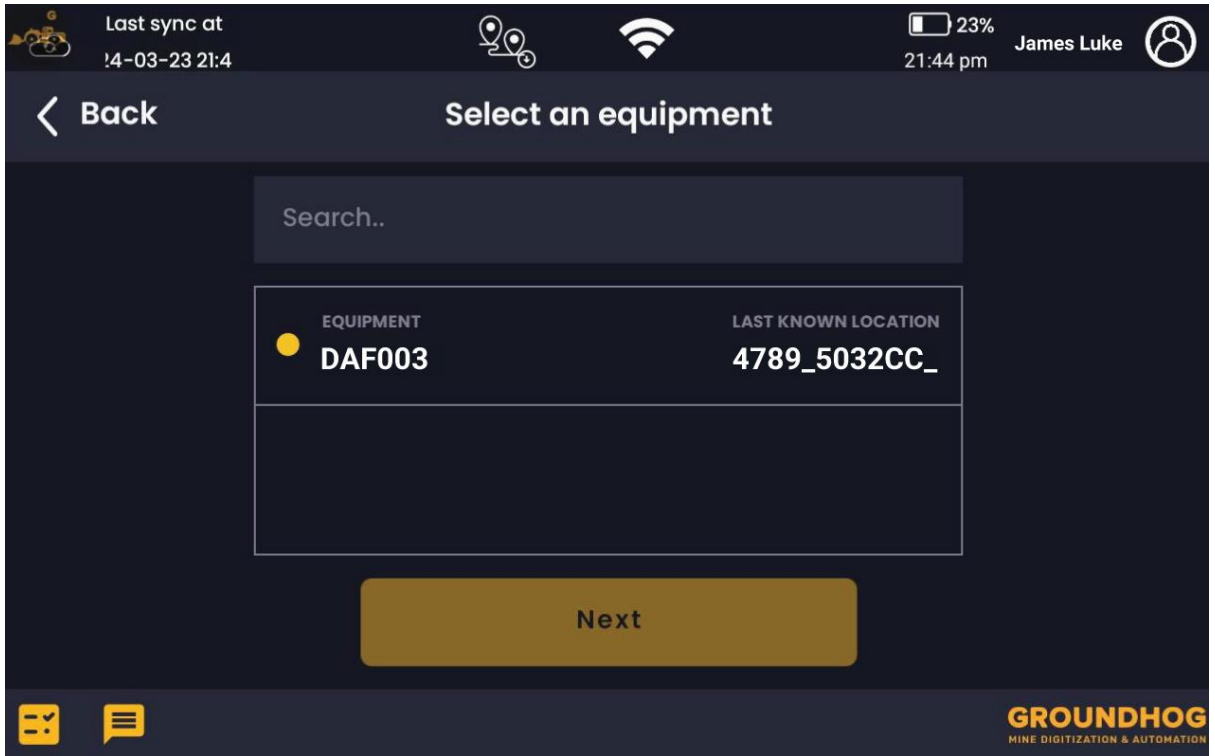 G
Last sync at
24-03-23 21:4
23%
21:44 pm
James Luke
Back
Select an equipment
Search..
EQUIPMENT
LAST KNOWN LOCATION
DAF003
4789_5032CC_
Next
GROUNDHOG
MINE DIGITIZATION & AUTOMATION